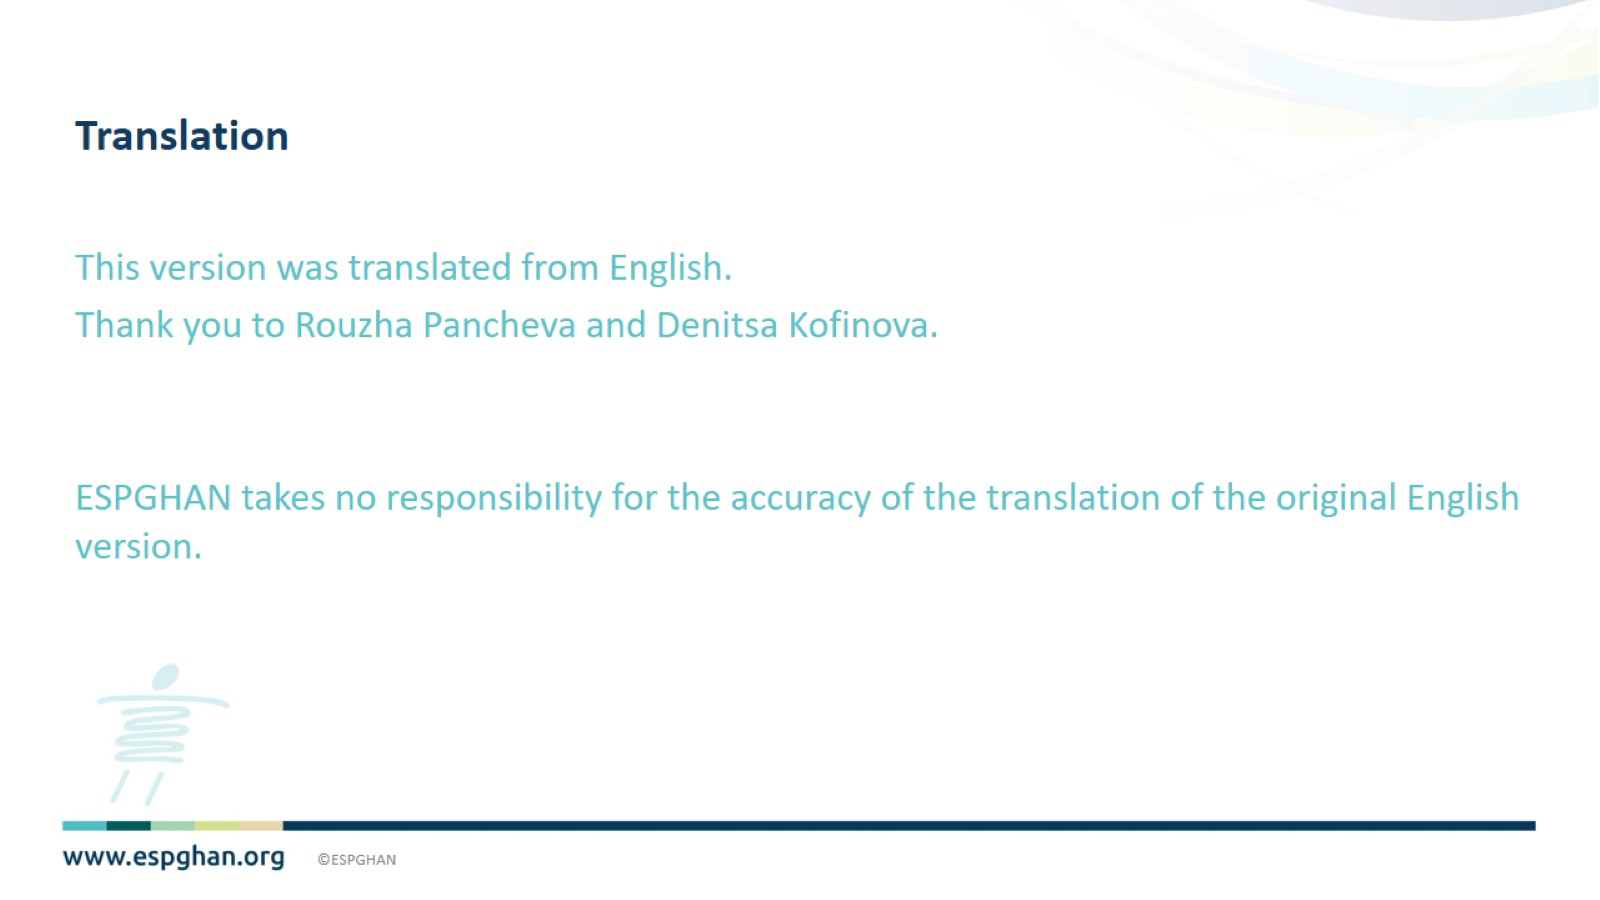 Translation
This version was translated from English.
Thank you to Rouzha Pancheva and Denitsa Kofinova.
ESPGHAN takes no responsibility for the accuracy of the translation of the original English
version.
www.espghan.org
©ESPGHAN